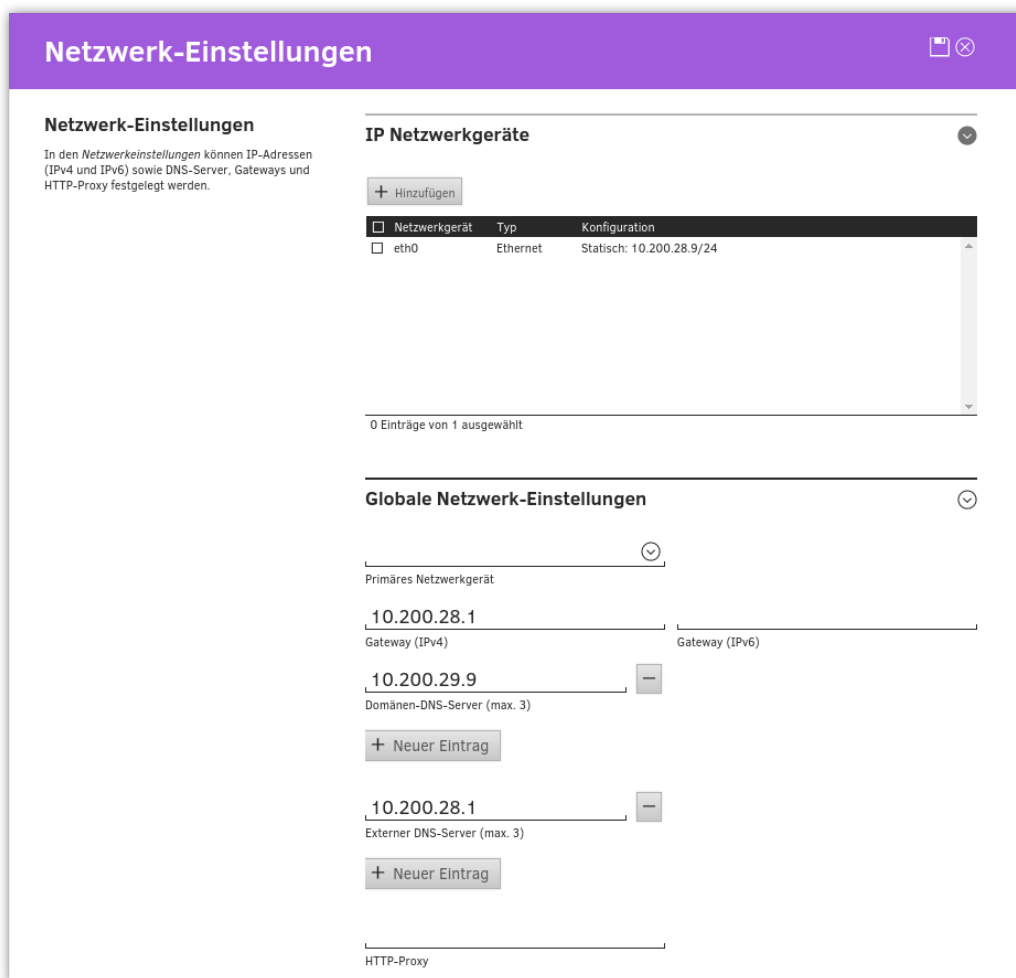 Netzwerk-Einstellungen
Netzwerk-Einstellungen
In den Netzwerkeinstellungen können IP-Adressen
(IPv4 und IPv6) sowie DNS-Server, Gateways und
HTTP-Proxy festgelegt werden.
IP Netzwerkgeräte
+ Hinzufügen
Netzwerkgerät Typ Konfiguration
eth0 Ethernet Statisch: 10.200.28.9/24
0 Einträge von 1 ausgewählt
Globale Netzwerk-Einstellungen
Primäres Netzwerkgerät
10.200.28.1
Gateway (IPv4) Gateway (IPv6)
10.200.29.9
Domänen-DNS-Server (max. 3)
+ Neuer Eintrag
10.200.28.1
Externer DNS-Server (max. 3)
+ Neuer Eintrag
HTTP-Proxy